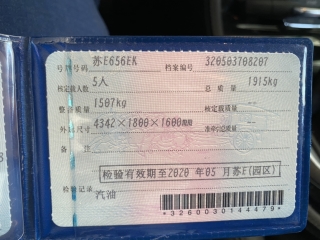 号牌号码 苏E656EK 档案编号 320503708207
核定载人数 5人 总质量 1915kg
整备质量 1507kg 核定载质量 --
外廓尺寸 4342×1800×1600mm 准牵引总质量 --
备注
检验有效期至2020年05月苏E(园区)
检验记录 汽油
*3260030144479*